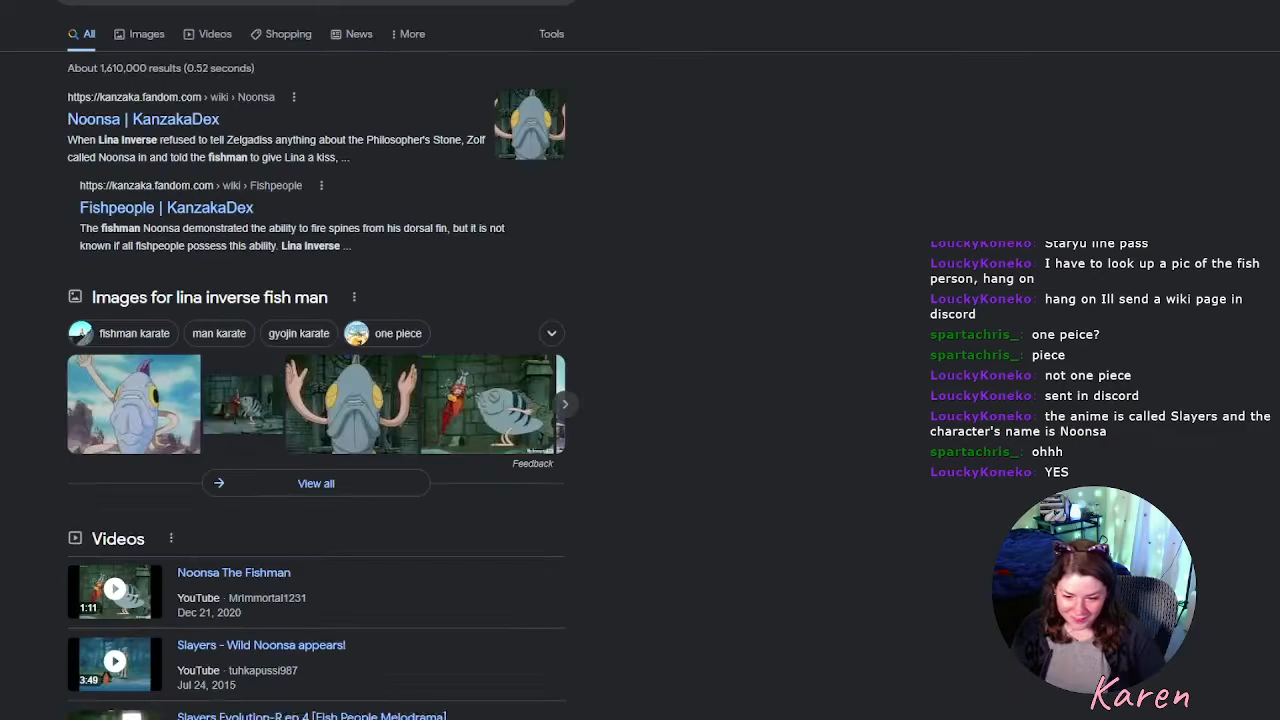 All
Images
Videos
Shopping
News
More
Tools
About 1,610,000 results (0.52 seconds)
https://kanzaka.fandom.com › wiki › Noonsa
Noonsa | KanzakaDex
When Lina Inverse refused to tell Zelgadiss anything about the Philosopher's Stone, Zolf
called Noonsa in and told the fishman to give Lina a kiss, ...
https://kanzaka.fandom.com › wiki › Fishpeople
Fishpeople | KanzakaDex
The fishman Noonsa demonstrated the ability to fire spines from his dorsal fin, but it is not
known if all fishpeople possess this ability. Lina Inverse ...
Images for lina inverse fish man
fishman karate
man karate
gyojin karate
one piece
Feedback
View all
Videos
Noonsa The Fishman
YouTube · MrImmortal1231
Dec 21, 2020
1:11
Slayers - Wild Noonsa appears!
YouTube · tuhkapussi987
Jul 24, 2015
3:49
Slayers Evolution-R ep 4 [Fish People Melodrama]
LouckyKoneko: Staryu line pass
LouckyKoneko: I have to look up a pic of the fish
person, hang on
LouckyKoneko: hang on Ill send a wiki page in
discord
spartachris_: one peice?
spartachris_: piece
LouckyKoneko: not one piece
LouckyKoneko: sent in discord
LouckyKoneko: the anime is called Slayers and the
character's name is Noonsa
spartachris_: ohhh
LouckyKoneko: YES
Karen